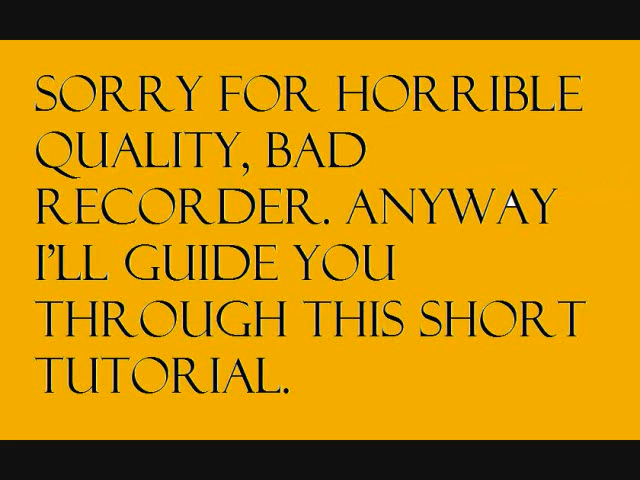 SORRY FOR HORRIBLE
QUALITY, BAD
RECORDER. ANYWAY
I'LL GUIDE YOU
THROUGH THIS SHORT
TUTORIAL.